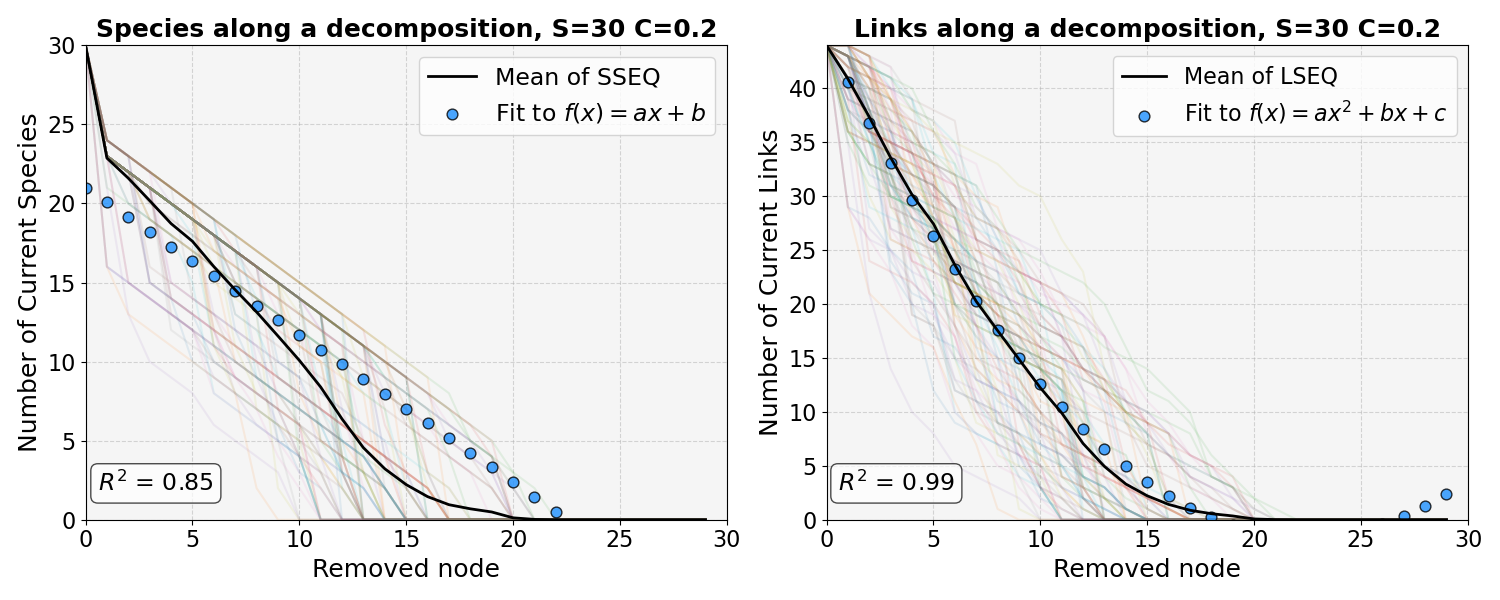 Species along a decomposition, S=30 C=0.2
Number of Current Species
30
25
20
15
10
5
0
Mean of SSEQ
Fit to f(x) = ax + b
R² = 0.85
0 5 10 15 20 25 30
Removed node
Links along a decomposition, S=30 C=0.2
Number of Current Links
40
35
30
25
20
15
10
5
0
Mean of LSEQ
Fit to f(x) = ax² + bx + c
R² = 0.99
0 5 10 15 20 25 30
Removed node